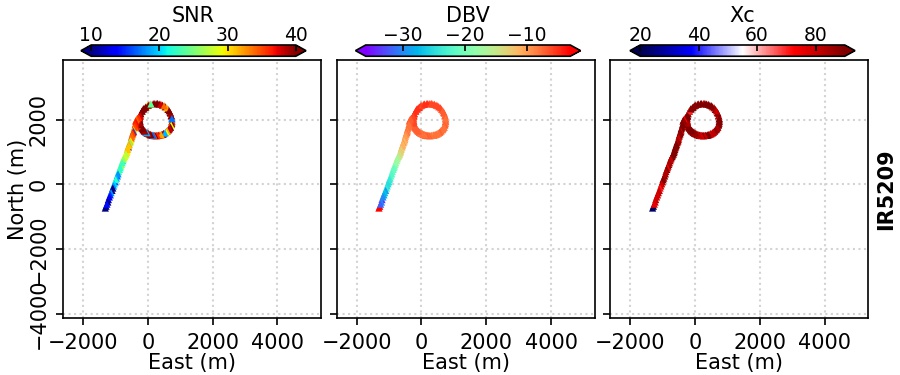 SNR DBV Xc
10 20 30 40 −30 −20 −10 20 40 60 80
North (m)
2000
0
−2000
−4000
−2000 0 2000 4000 −2000 0 2000 4000 −2000 0 2000 4000
East (m) East (m) East (m)
IR5209